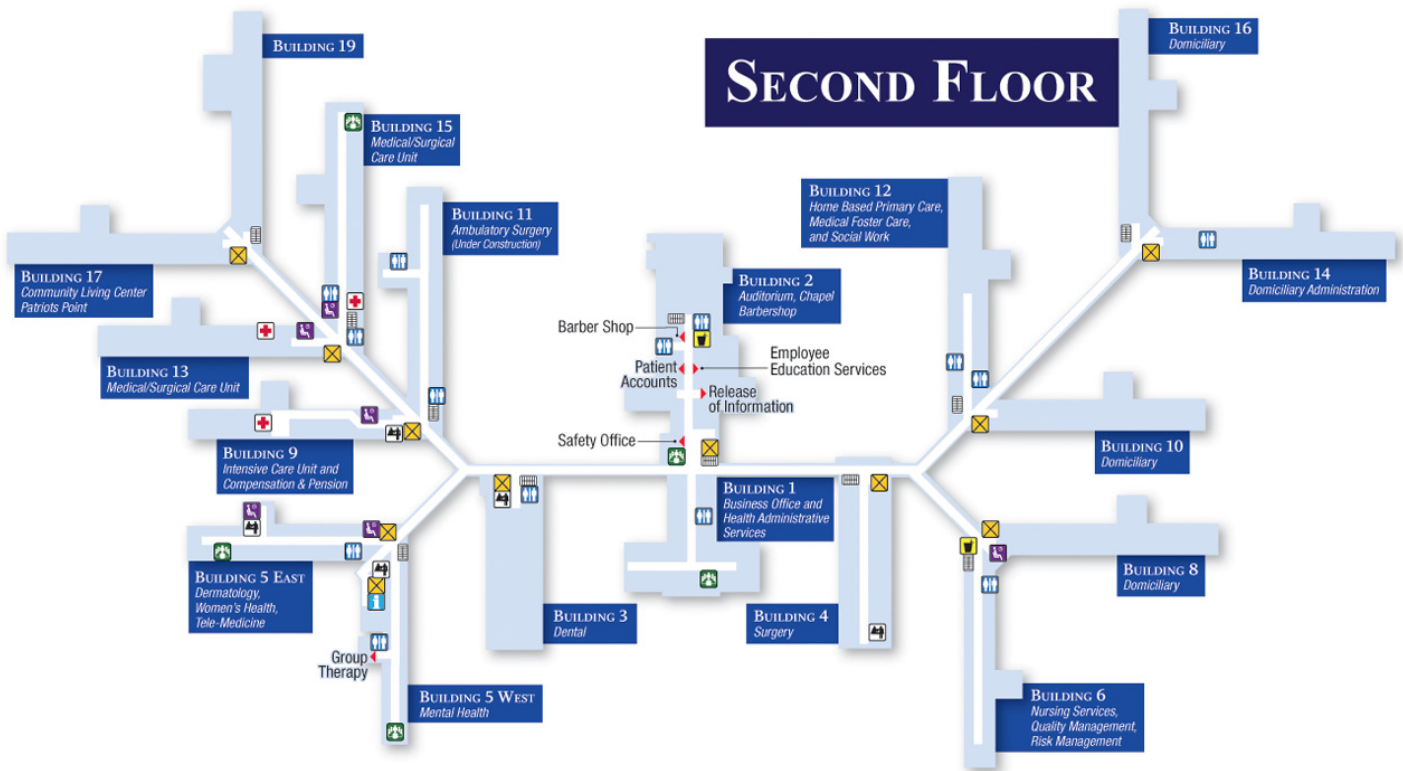 SECOND FLOOR
BUILDING 19
BUILDING 16
Domiciliary
BUILDING 15
Medical/Surgical
Care Unit
BUILDING 11
Ambulatory Surgery
(Under Construction)
BUILDING 12
Home Based Primary Care,
Medical Foster Care,
and Social Work
BUILDING 17
Community Living Center
Patriots Point
BUILDING 2
Auditorium, Chapel
Barbershop
BUILDING 14
Domiciliary Administration
Barber Shop
Patient
Accounts
Employee
Education Services
Release
of Information
BUILDING 13
Medical/Surgical Care Unit
Safety Office
BUILDING 9
Intensive Care Unit and
Compensation & Pension
BUILDING 10
Domiciliary
BUILDING 1
Business Office and
Health Administrative
Services
BUILDING 5 EAST
Dermatology,
Women's Health,
Tele-Medicine
i
BUILDING 8
Domiciliary
BUILDING 3
Dental
BUILDING 4
Surgery
Group
Therapy
BUILDING 5 WEST
Mental Health
BUILDING 6
Nursing Services,
Quality Management,
Risk Management